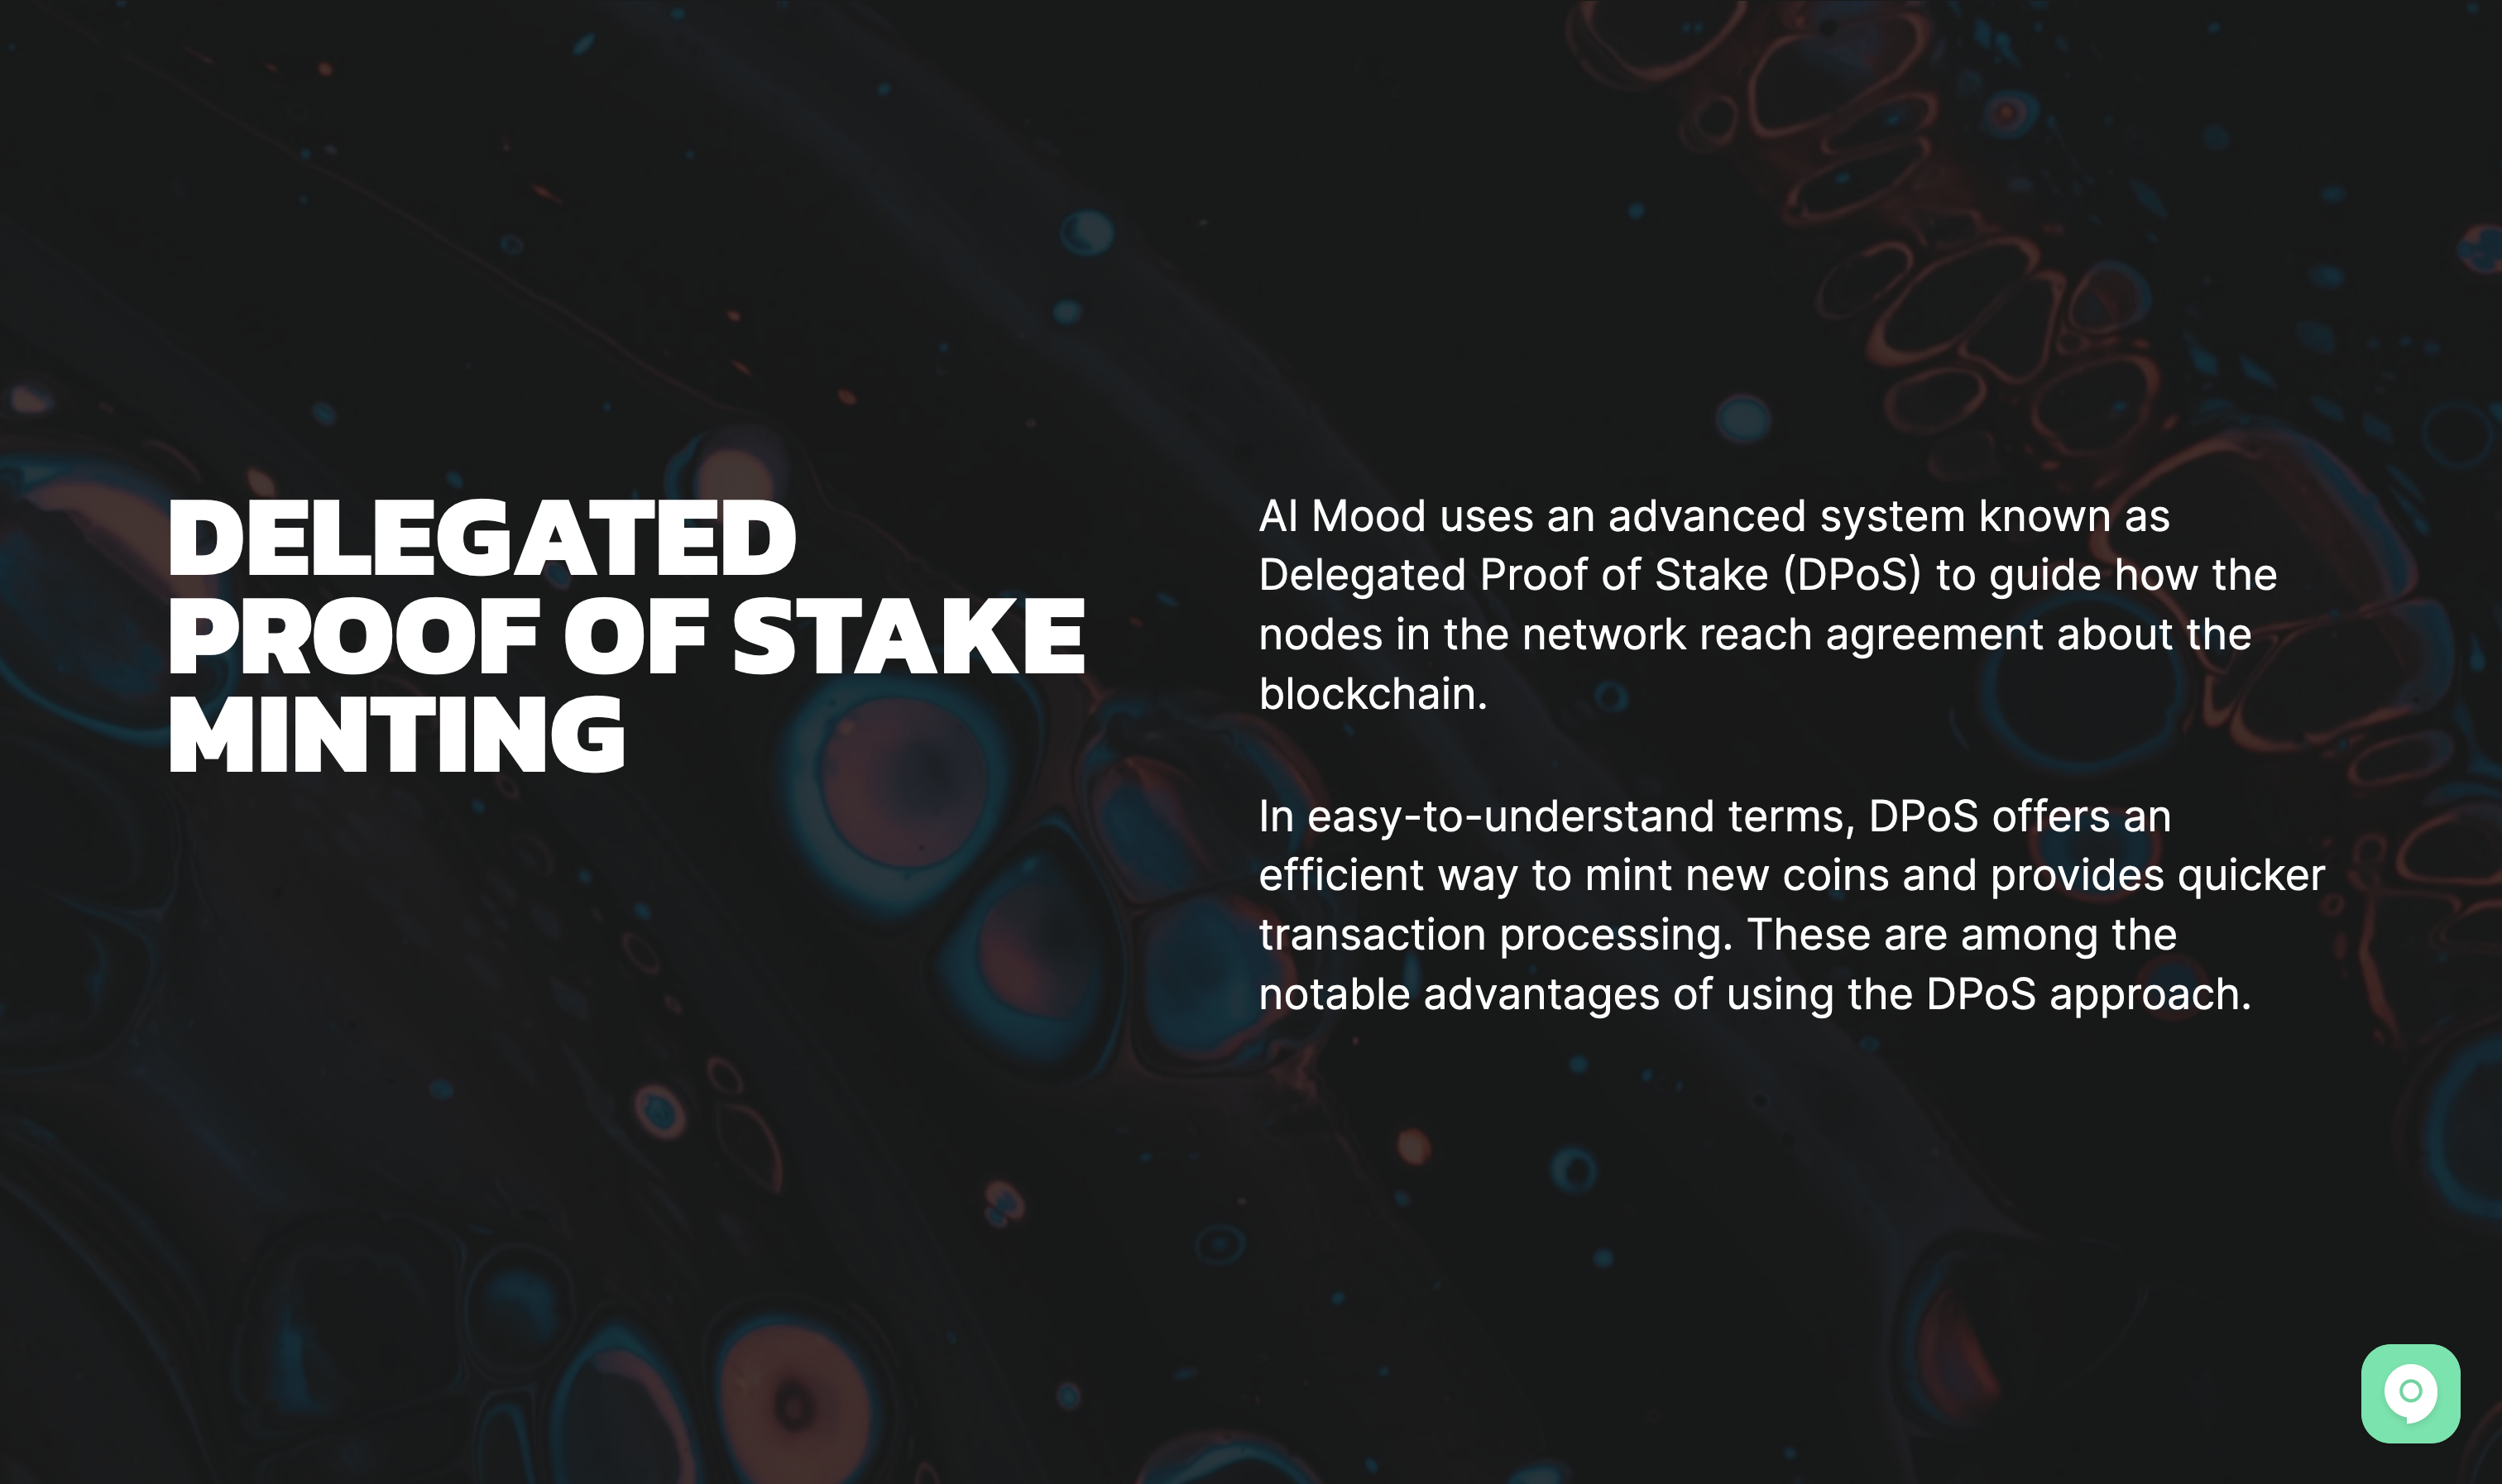 DELEGATED
PROOF OF STAKE
MINTING
AI Mood uses an advanced system known as
Delegated Proof of Stake (DPoS) to guide how the
nodes in the network reach agreement about the
blockchain.
In easy-to-understand terms, DPoS offers an
efficient way to mint new coins and provides quicker
transaction processing. These are among the
notable advantages of using the DPoS approach.